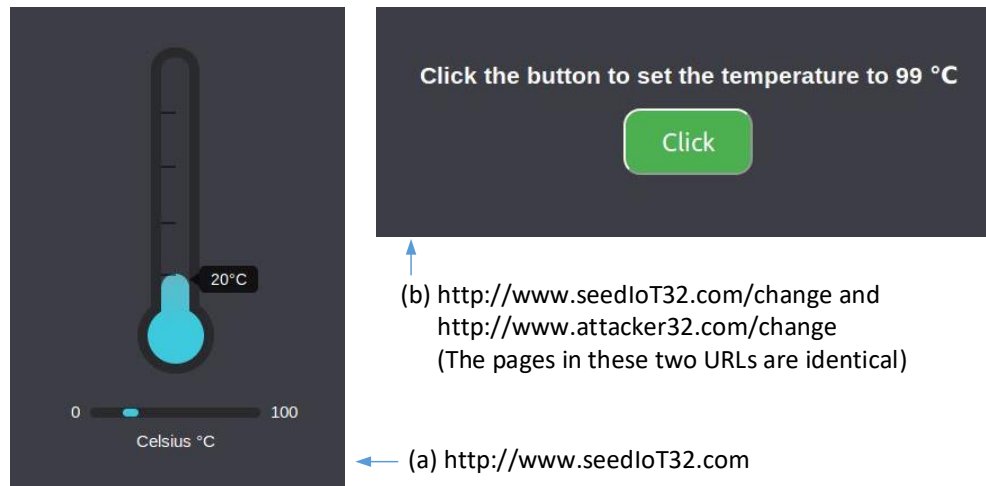 20°C
0 100
Celsius °C
Click the button to set the temperature to 99 °C
Click
(b) http://www.seedIoT32.com/change and
http://www.attacker32.com/change
(The pages in these two URLs are identical)
(a) http://www.seedIoT32.com